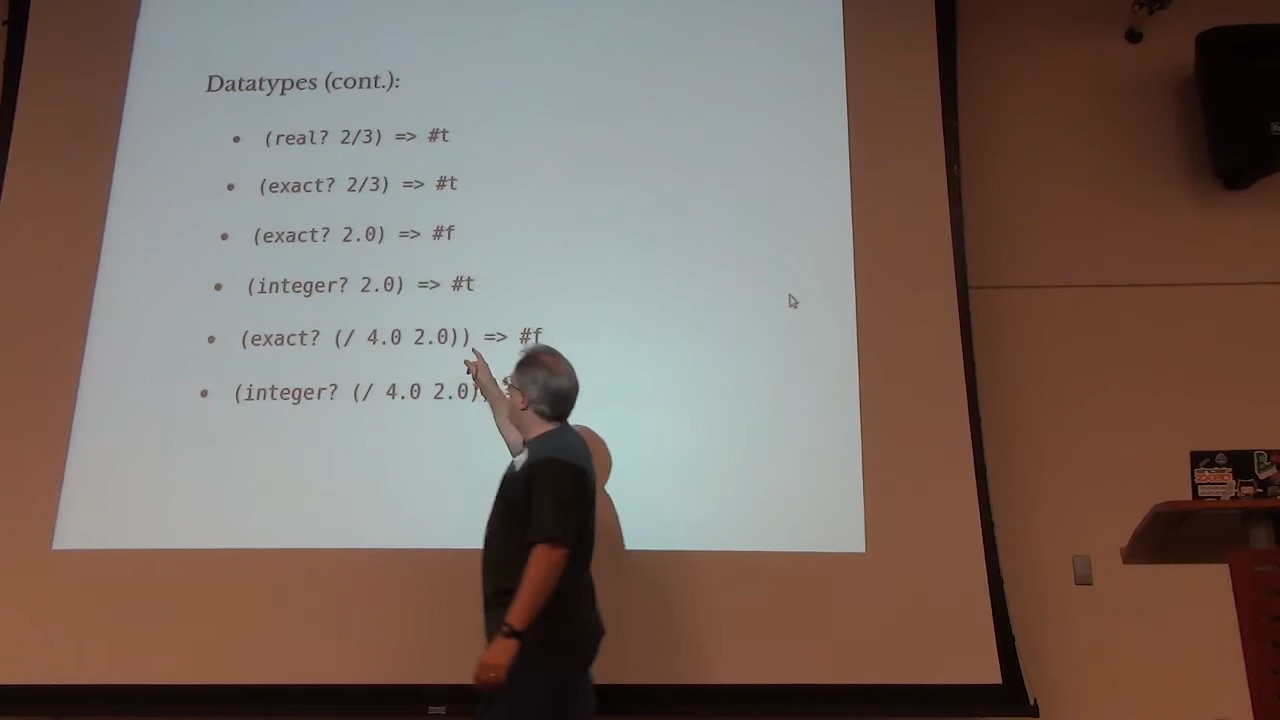 Datatypes (cont.):
• (real? 2/3) => #t
• (exact? 2/3) => #t
• (exact? 2.0) => #f
• (integer? 2.0) => #t
• (exact? (/ 4.0 2.0)) => #f
• (integer? (/ 4.0 2.0)